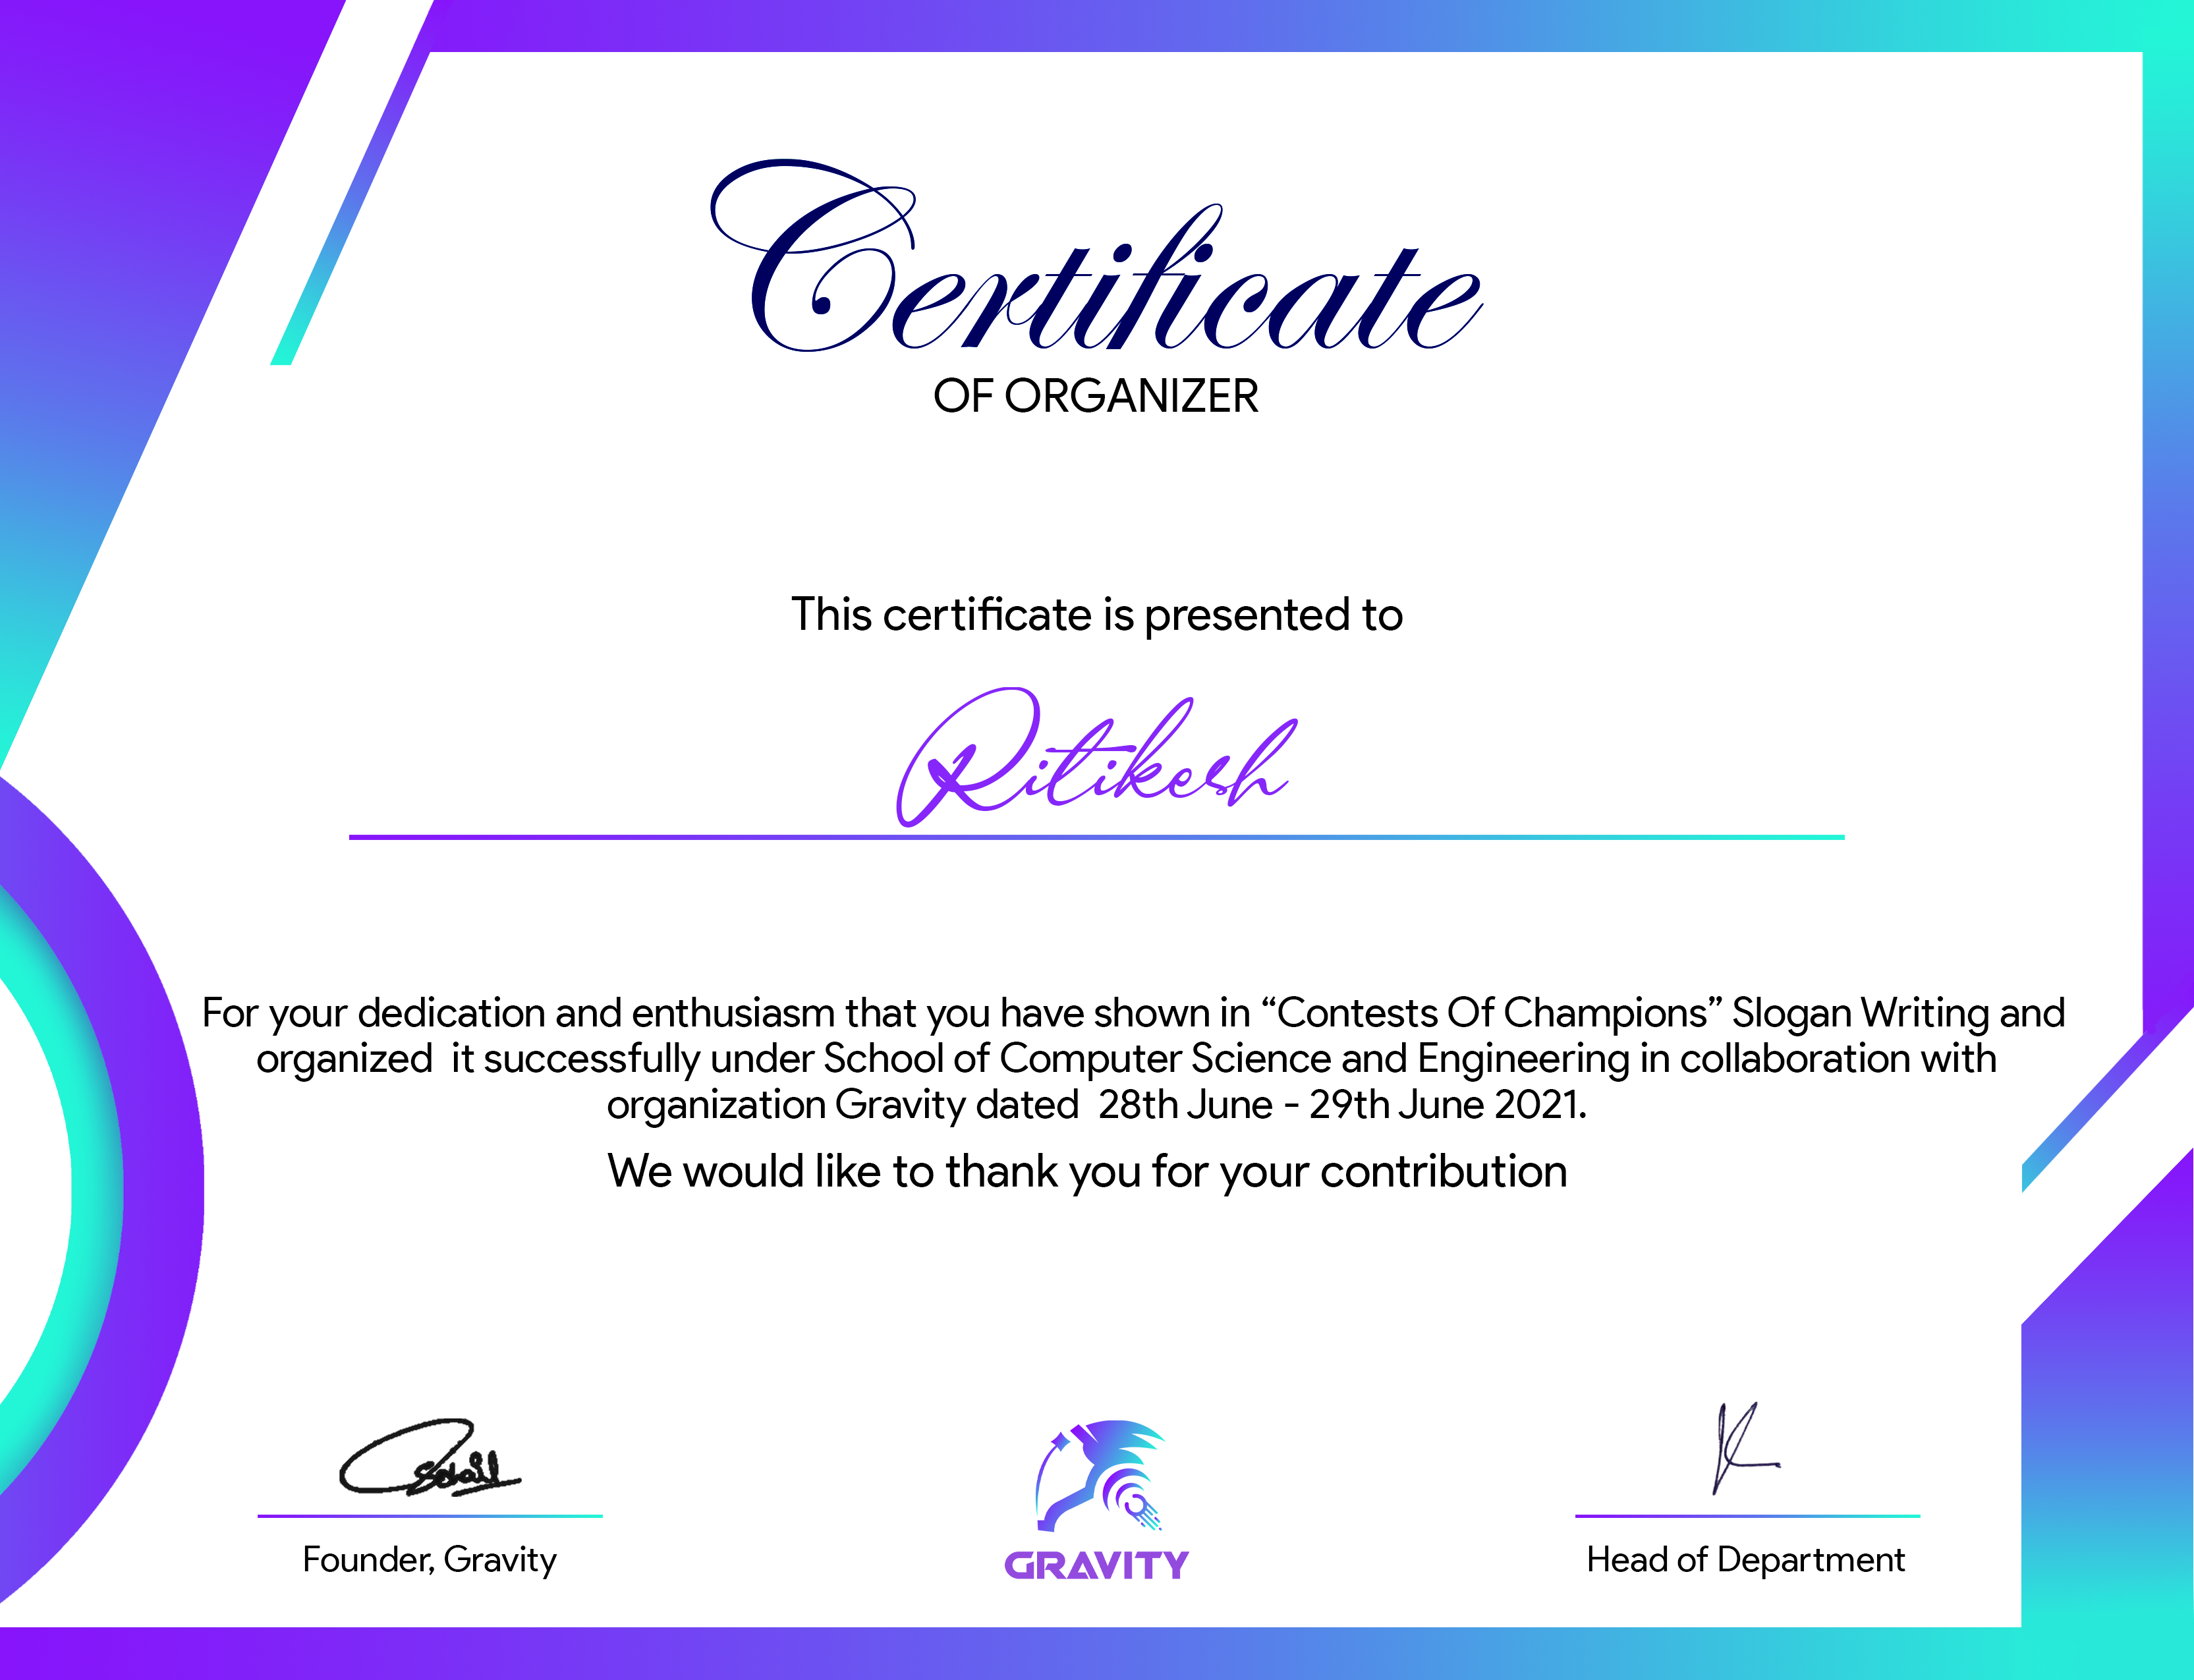 Certificate
OF ORGANIZER
This certificate is presented to
Ritikesh
For your dedication and enthusiasm that you have shown in “Contests Of Champions” Slogan Writing and
organized  it successfully under School of Computer Science and Engineering in collaboration with
organization Gravity dated  28th June - 29th June 2021.
We would like to thank you for your contribution
Founder, Gravity
GRAVITY
Head of Department